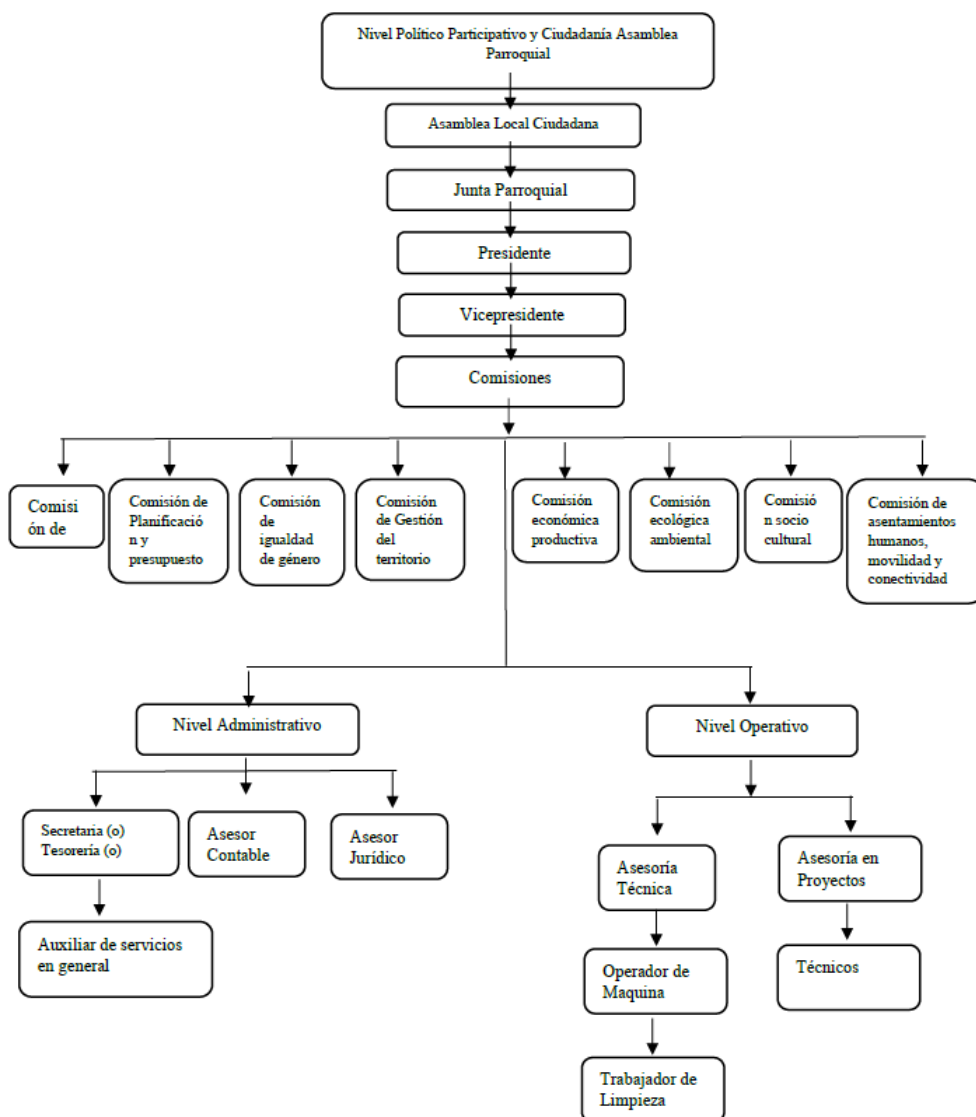 Nivel Político Participativo y Ciudadanía Asamblea
Parroquial
Asamblea Local Ciudadana
Junta Parroquial
Presidente
Vicepresidente
Comisiones
Comisi
ón de
Comisión de
Planificació
n y
presupuesto
Comisión
de
igualdad
de género
Comisión
de Gestión
del
territorio
Comisión
económica
productiva
Comisión
ecológica
ambiental
Comisió
n socio
cultural
Comisión de
asentamientos
humanos,
movilidad y
conectividad
Nivel Administrativo
Nivel Operativo
Secretaria (o)
Tesorería (o)
Asesor
Contable
Asesor
Jurídico
Auxiliar de servicios
en general
Asesoría
Técnica
Asesoría en
Proyectos
Operador de
Maquina
Técnicos
Trabajador de
Limpieza